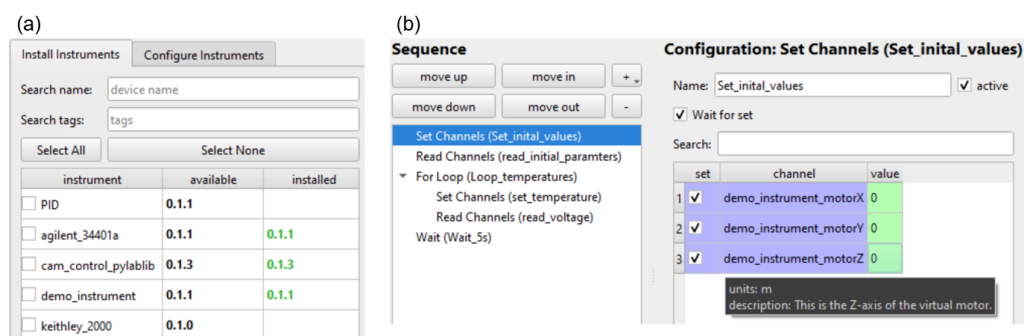 (a)
Install Instruments Configure Instruments
Search name: device name
Search tags: tags
Select All Select None
instrument available installed
PID 0.1.1
agilent_34401a 0.1.1 0.1.1
cam_control_pylablib 0.1.3 0.1.3
demo_instrument 0.1.1 0.1.1
keithley_2000 0.1.0
(b)
Sequence
move up move in +
move down move out -
Set Channels (Set_inital_values)
Read Channels (read_initial_paramters)
For Loop (Loop_temperatures)
Set Channels (set_temperature)
Read Channels (read_voltage)
Wait (Wait_5s)
Configuration: Set Channels (Set_inital_values)
Name: Set_inital_values active
Wait for set
Search:
set channel value
1 demo_instrument_motorX 0
2 demo_instrument_motorY 0
3 demo_instrument_motorZ 0
units: m
description: This is the Z-axis of the virtual motor.